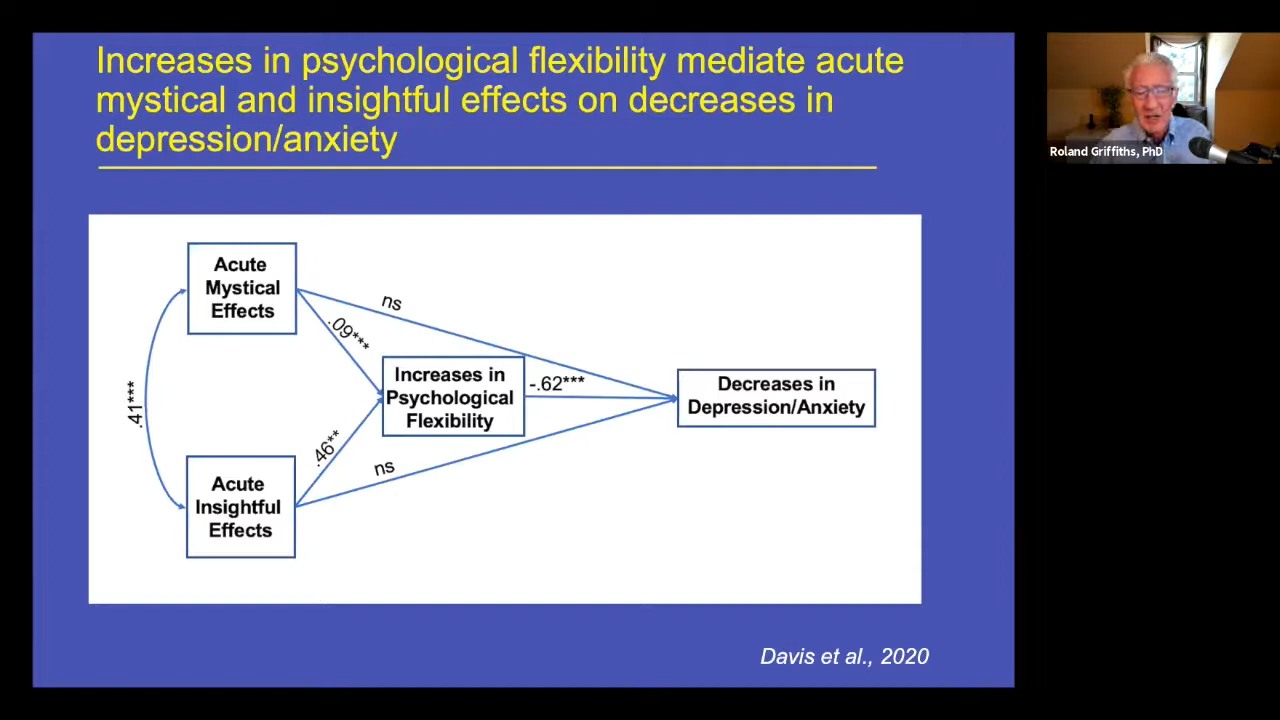 Increases in psychological flexibility mediate acute
mystical and insightful effects on decreases in
depression/anxiety
Roland Griffiths, PhD
Acute
Mystical
Effects
ns
.09***
Increases in
Psychological
Flexibility
-.62***
Decreases in
Depression/Anxiety
.41***
.46**
ns
Acute
Insightful
Effects
Davis et al., 2020